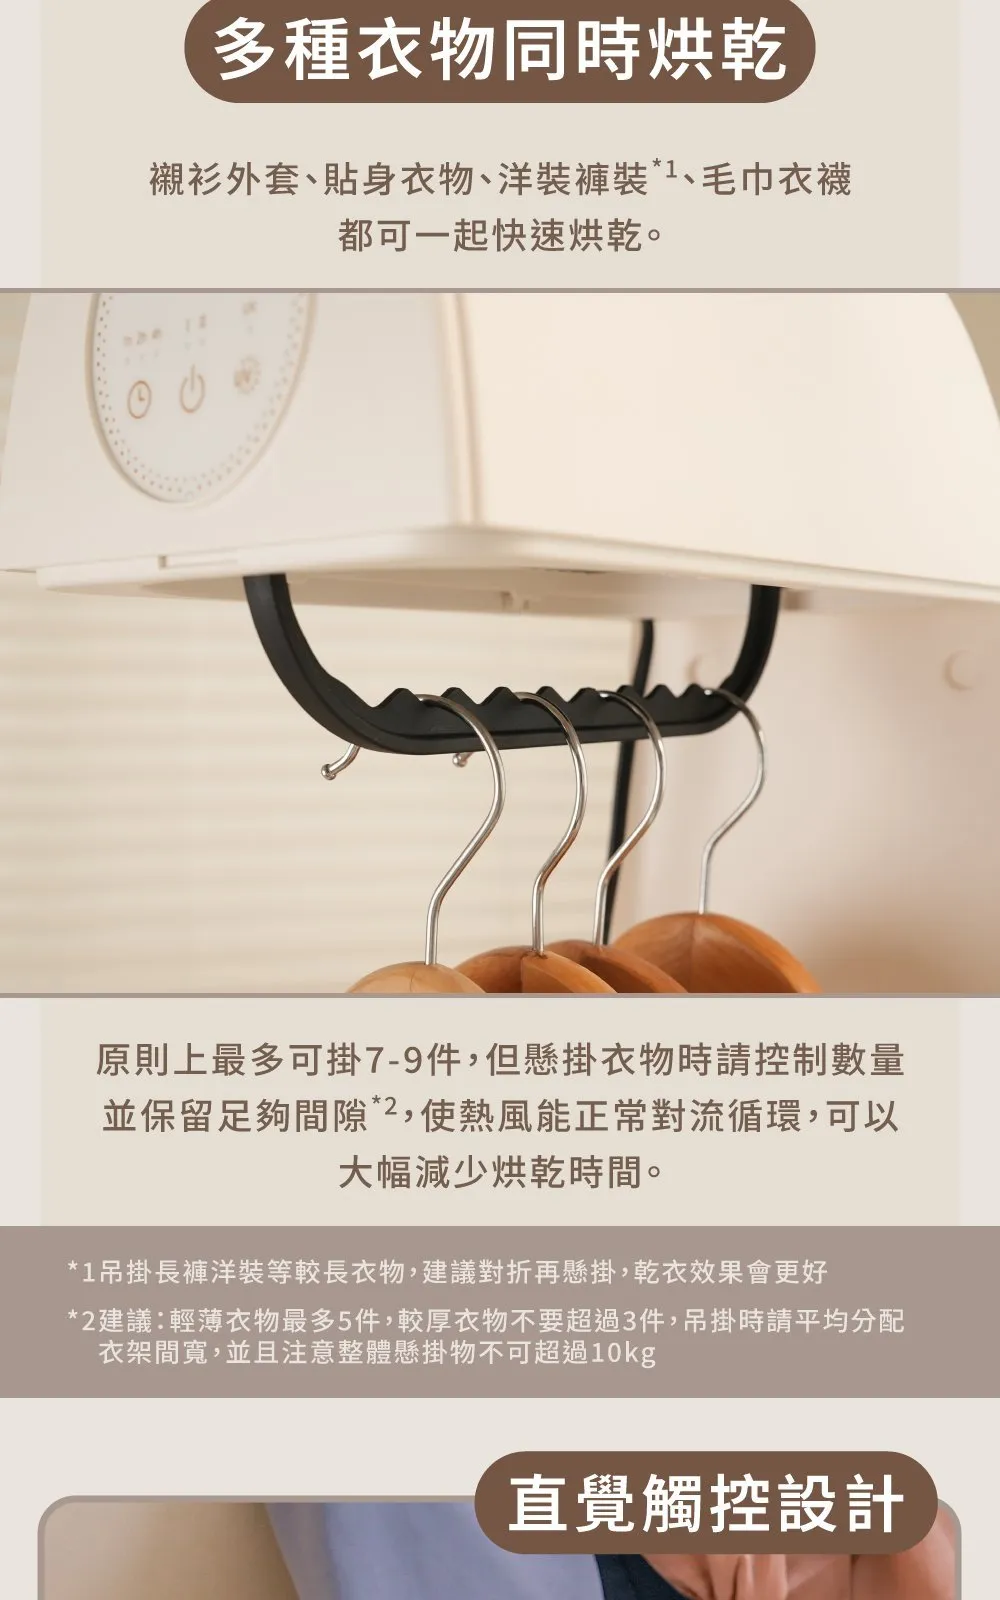 多種衣物同時烘乾
襯衫外套、貼身衣物、洋裝褲裝*1、毛巾衣襪
都可一起快速烘乾。
UV
原則上最多可掛7-9件，但懸掛衣物時請控制數量
並保留足夠間隙*2，使熱風能正常對流循環，可以
大幅減少烘乾時間。
*1吊掛長褲洋裝等較長衣物，建議對折再懸掛，乾衣效果會更好
*2建議：輕薄衣物最多5件，較厚衣物不要超過3件，吊掛時請平均分配
衣架間寬，並且注意整體懸掛物不可超過10kg
直覺觸控設計